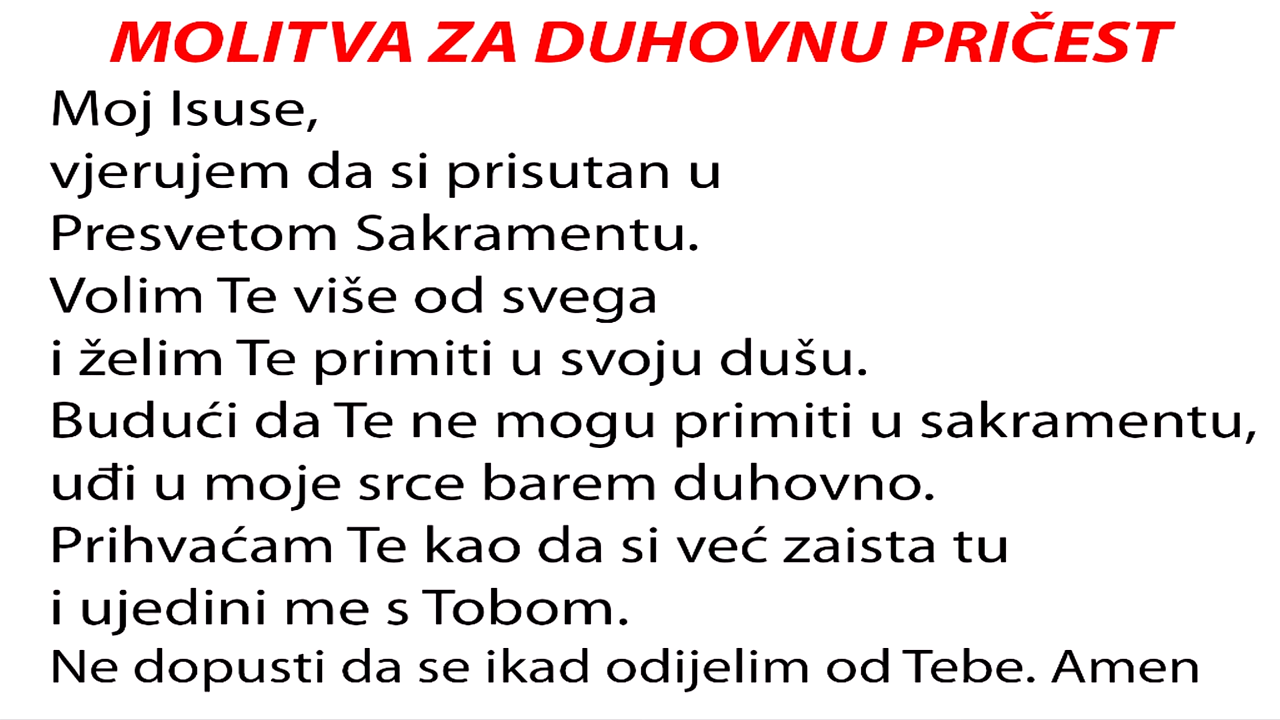 MOLITVA ZA DUHOVNU PRIČEST
Moj Isuse,
vjerujem da si prisutan u
Presvetom Sakramentu.
Volim Te više od svega
i želim Te primiti u svoju dušu.
Budući da Te ne mogu primiti u sakramentu,
uđi u moje srce barem duhovno.
Prihvaćam Te kao da si već zaista tu
i ujedini me s Tobom.
Ne dopusti da se ikad odijelim od Tebe. Amen